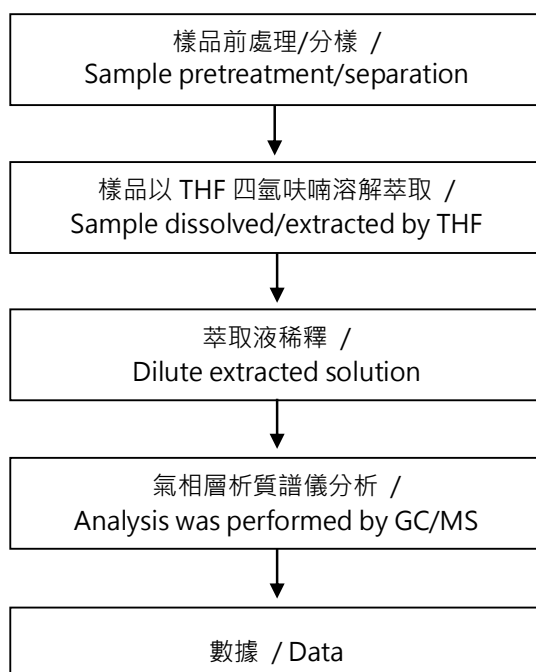 樣品前處理/分樣 /
Sample pretreatment/separation
樣品以 THF 四氫呋喃溶解萃取 /
Sample dissolved/extracted by THF
萃取液稀釋 /
Dilute extracted solution
氣相層析質譜儀分析 /
Analysis was performed by GC/MS
數據 / Data